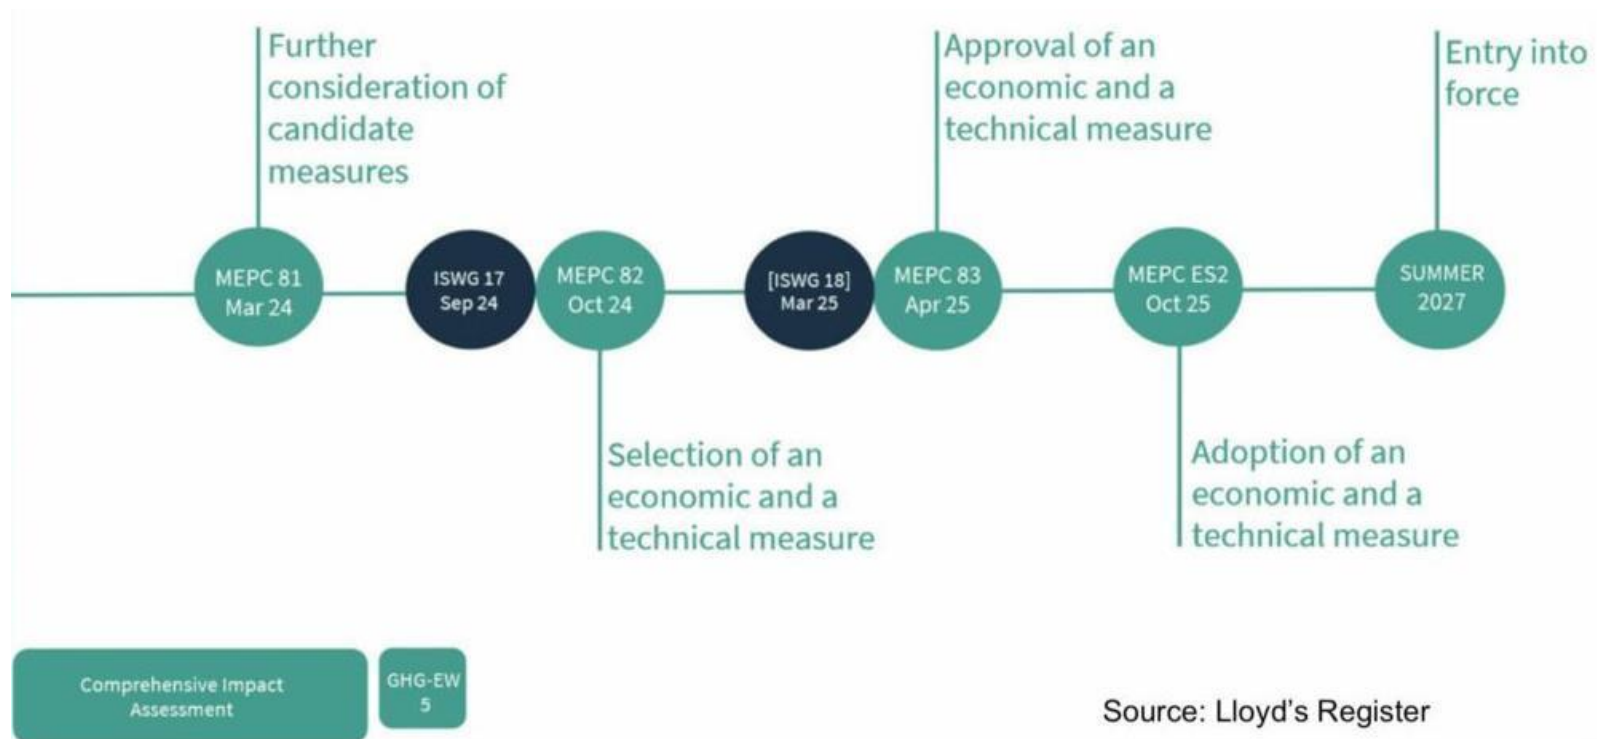 Further
consideration of
candidate
measures
Approval of an
economic and a
technical measure
Entry into
force
MEPC 81
Mar 24
ISWG 17
Sep 24
MEPC 82
Oct 24
[ISWG 18]
Mar 25
MEPC 83
Apr 25
MEPC ES2
Oct 25
SUMMER
2027
Selection of an
economic and a
technical measure
Adoption of an
economic and a
technical measure
Comprehensive Impact
Assessment
GHG-EW
5
Source: Lloyd’s Register